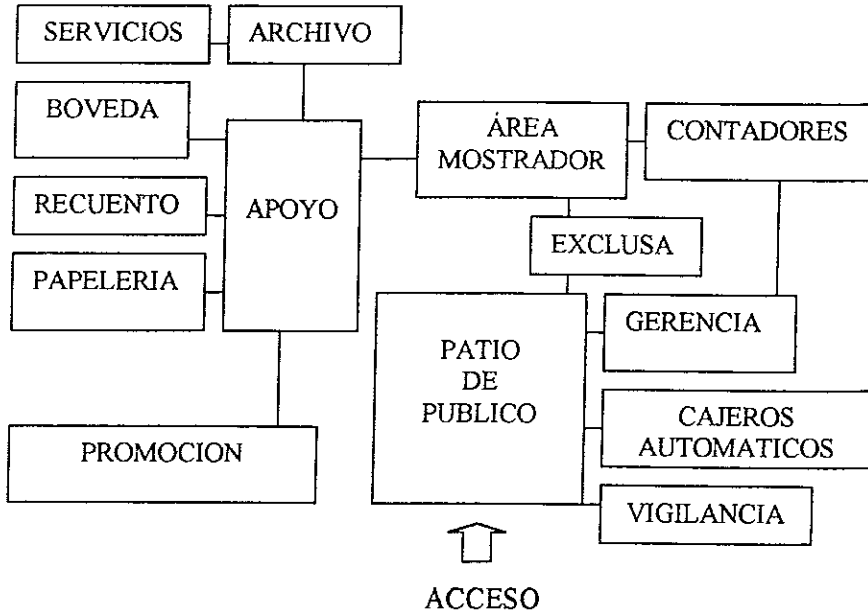 SERVICIOS
ARCHIVO
BOVEDA
ÁREA
MOSTRADOR
CONTADORES
RECUENTO
APOYO
EXCLUSA
PAPELERIA
PATIO
DE
PUBLICO
GERENCIA
PROMOCION
CAJEROS
AUTOMATICOS
VIGILANCIA
ACCESO